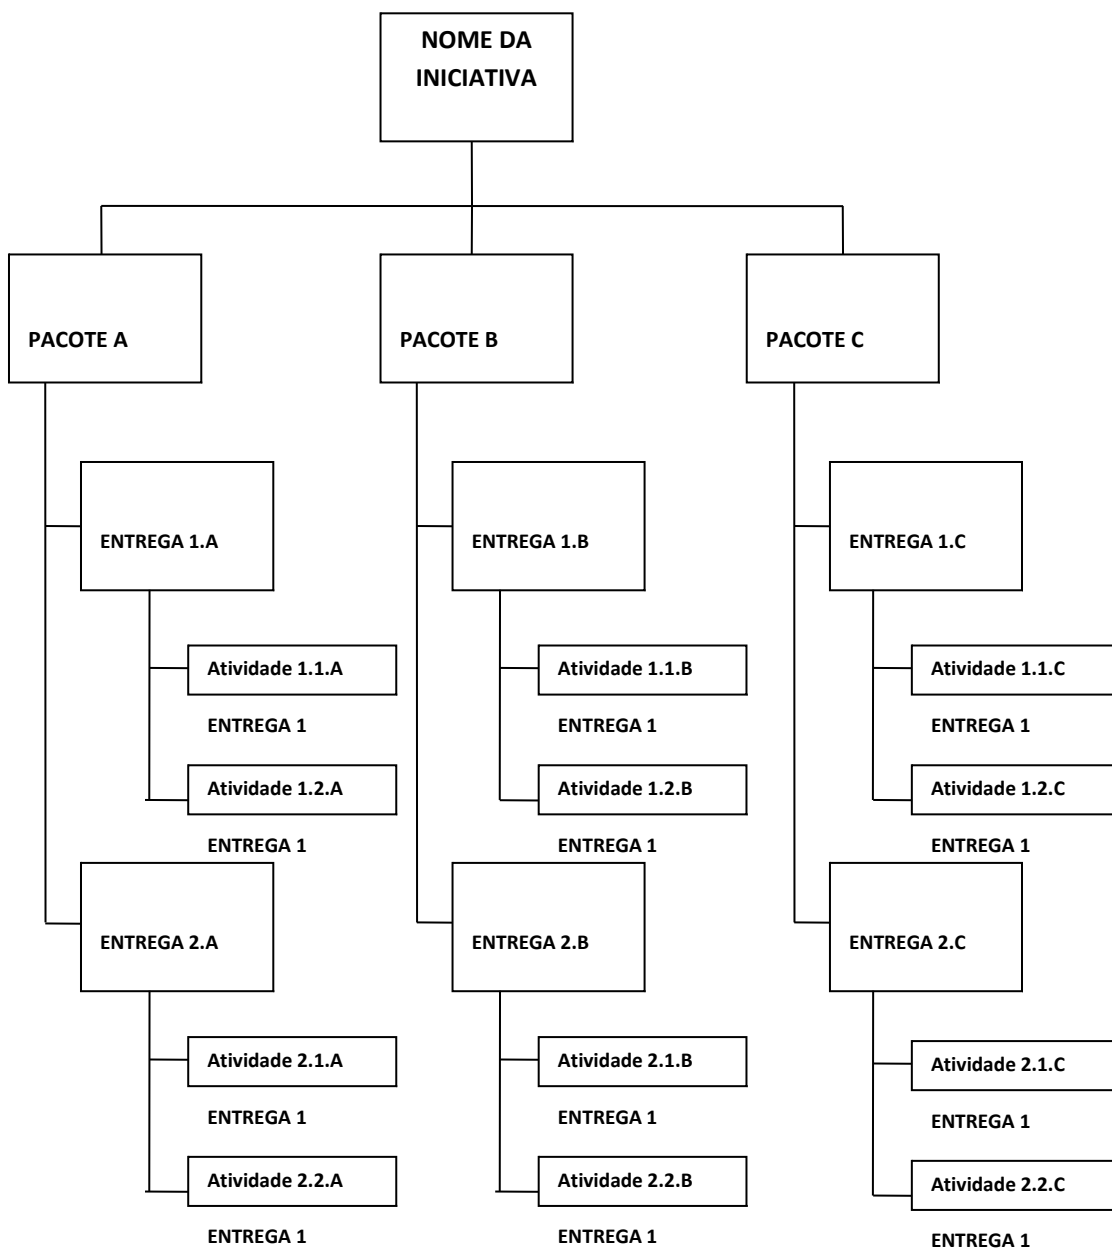 NOME DA
INICIATIVA
PACOTE A
PACOTE B
PACOTE C
ENTREGA 1.A
ENTREGA 1.B
ENTREGA 1.C
Atividade 1.1.A
Atividade 1.1.B
Atividade 1.1.C
ENTREGA 1
ENTREGA 1
ENTREGA 1
Atividade 1.2.A
Atividade 1.2.B
Atividade 1.2.C
ENTREGA 1
ENTREGA 1
ENTREGA 1
ENTREGA 2.A
ENTREGA 2.B
ENTREGA 2.C
Atividade 2.1.A
Atividade 2.1.B
Atividade 2.1.C
ENTREGA 1
ENTREGA 1
ENTREGA 1
Atividade 2.2.A
Atividade 2.2.B
Atividade 2.2.C
ENTREGA 1
ENTREGA 1
ENTREGA 1